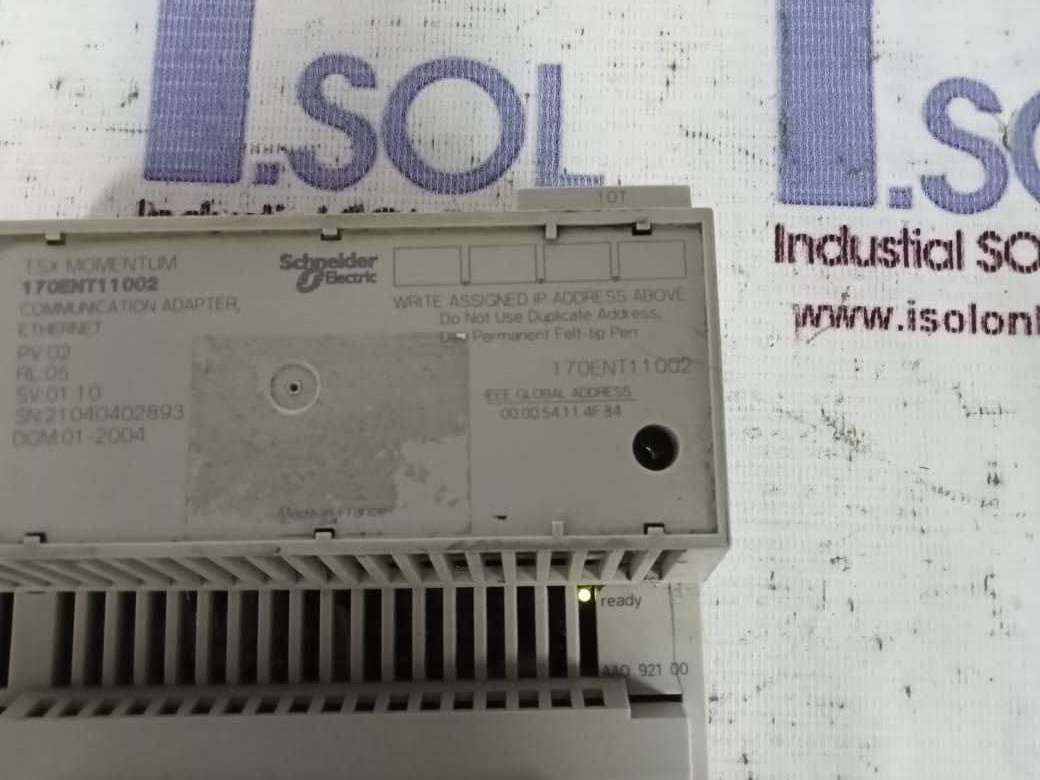 I.SOL
I.SO
Industial SO
www.isolonl
101
TSX MOMENTUM
170ENT11002
COMMUNICATION ADAPTER,
ETHERNET
PV:02
RL:05
SV:01.10
SN:21040402893
DOM:01-2004
Schneider
Electric
WRITE ASSIGNED IP ADDRESS ABOVE
Do Not Use Duplicate Address,
Use Permanent Felt-tip Pen
170ENT11002
IEEE GLOBAL ADDRESS
00.00.54.11.4F.84
Made in France
ready
AAO 921 00